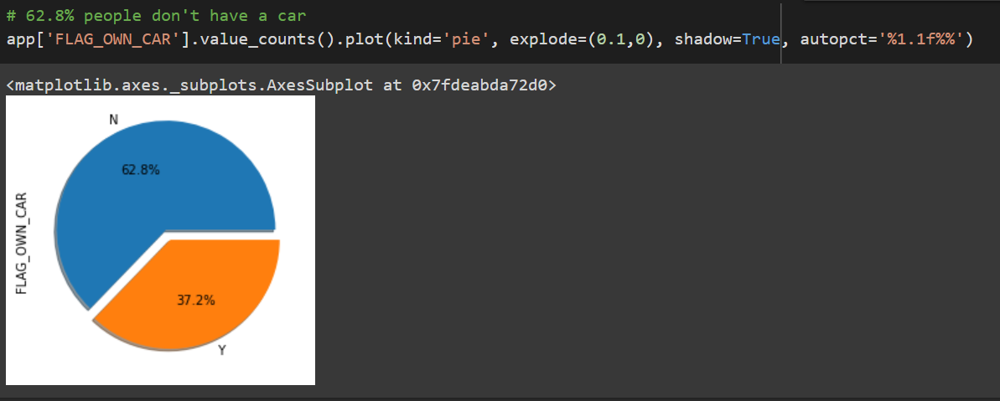 # 62.8% people don't have a car
app['FLAG_OWN_CAR'].value_counts().plot(kind='pie', explode=(0.1,0), shadow=True, autopct='%1.1f%%')
<matplotlib.axes._subplots.AxesSubplot at 0x7fdeabda72d0>
N
62.8%
FLAG_OWN_CAR
37.2%
Y